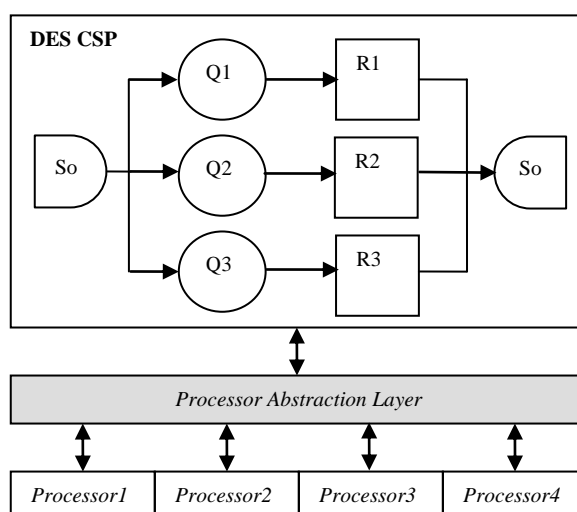 DES CSP
Q1
R1
So
Q2
R2
So
Q3
R3
Processor Abstraction Layer
Processor1 Processor2 Processor3 Processor4